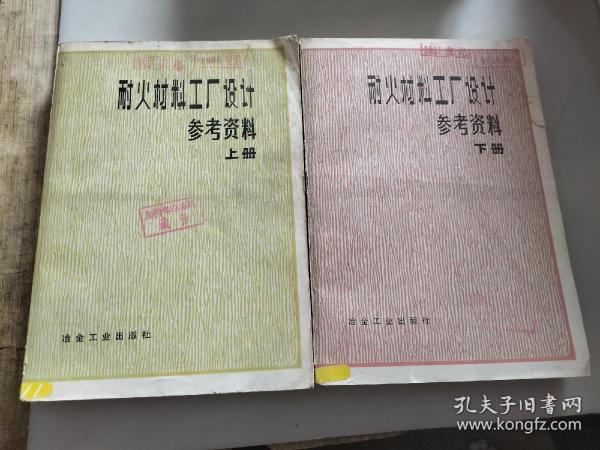 耐火材料工厂设计
参考资料
上册
冶金工业出版社
耐火材料工厂设计
参考资料
下册
冶金工业出版社
孔夫子旧书网
www.kongfz.com